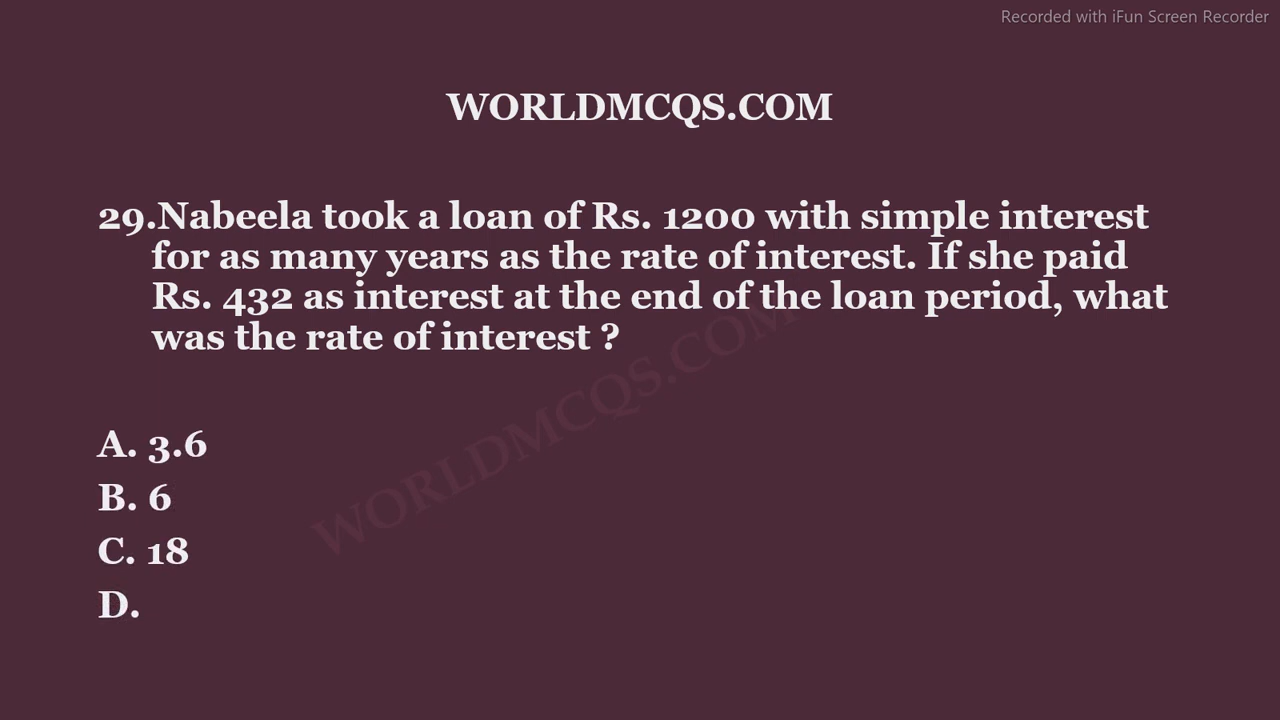 Recorded with iFun Screen Recorder
WORLDMCQS.COM
29.Nabeela took a loan of Rs. 1200 with simple interest
for as many years as the rate of interest. If she paid
Rs. 432 as interest at the end of the loan period, what
was the rate of interest ?
WORLDMCQS.COM
A. 3.6
B. 6
C. 18
D.